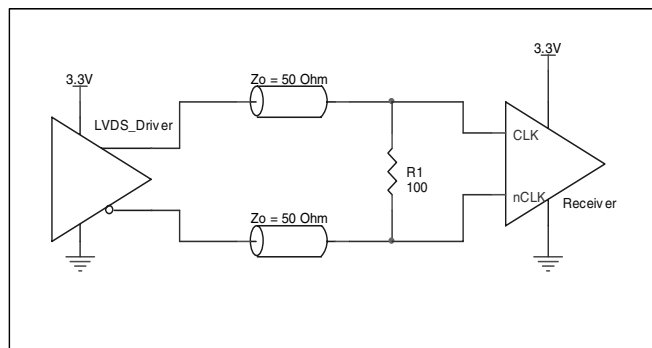 3.3V
Zo = 50 Ohm
3.3V
LVDS_Driver
CLK
R1
100
nCLK
Receiver
Zo = 50 Ohm